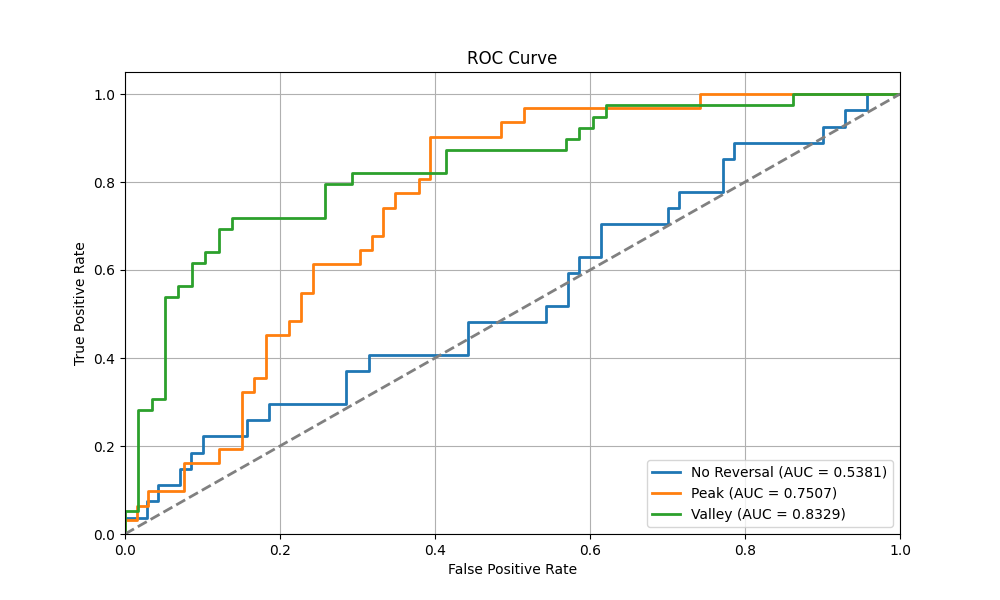 ROC Curve
True Positive Rate
1.0
0.8
0.6
0.4
0.2
0.0
0.0 0.2 0.4 0.6 0.8 1.0
False Positive Rate
No Reversal (AUC = 0.5381)
Peak (AUC = 0.7507)
Valley (AUC = 0.8329)